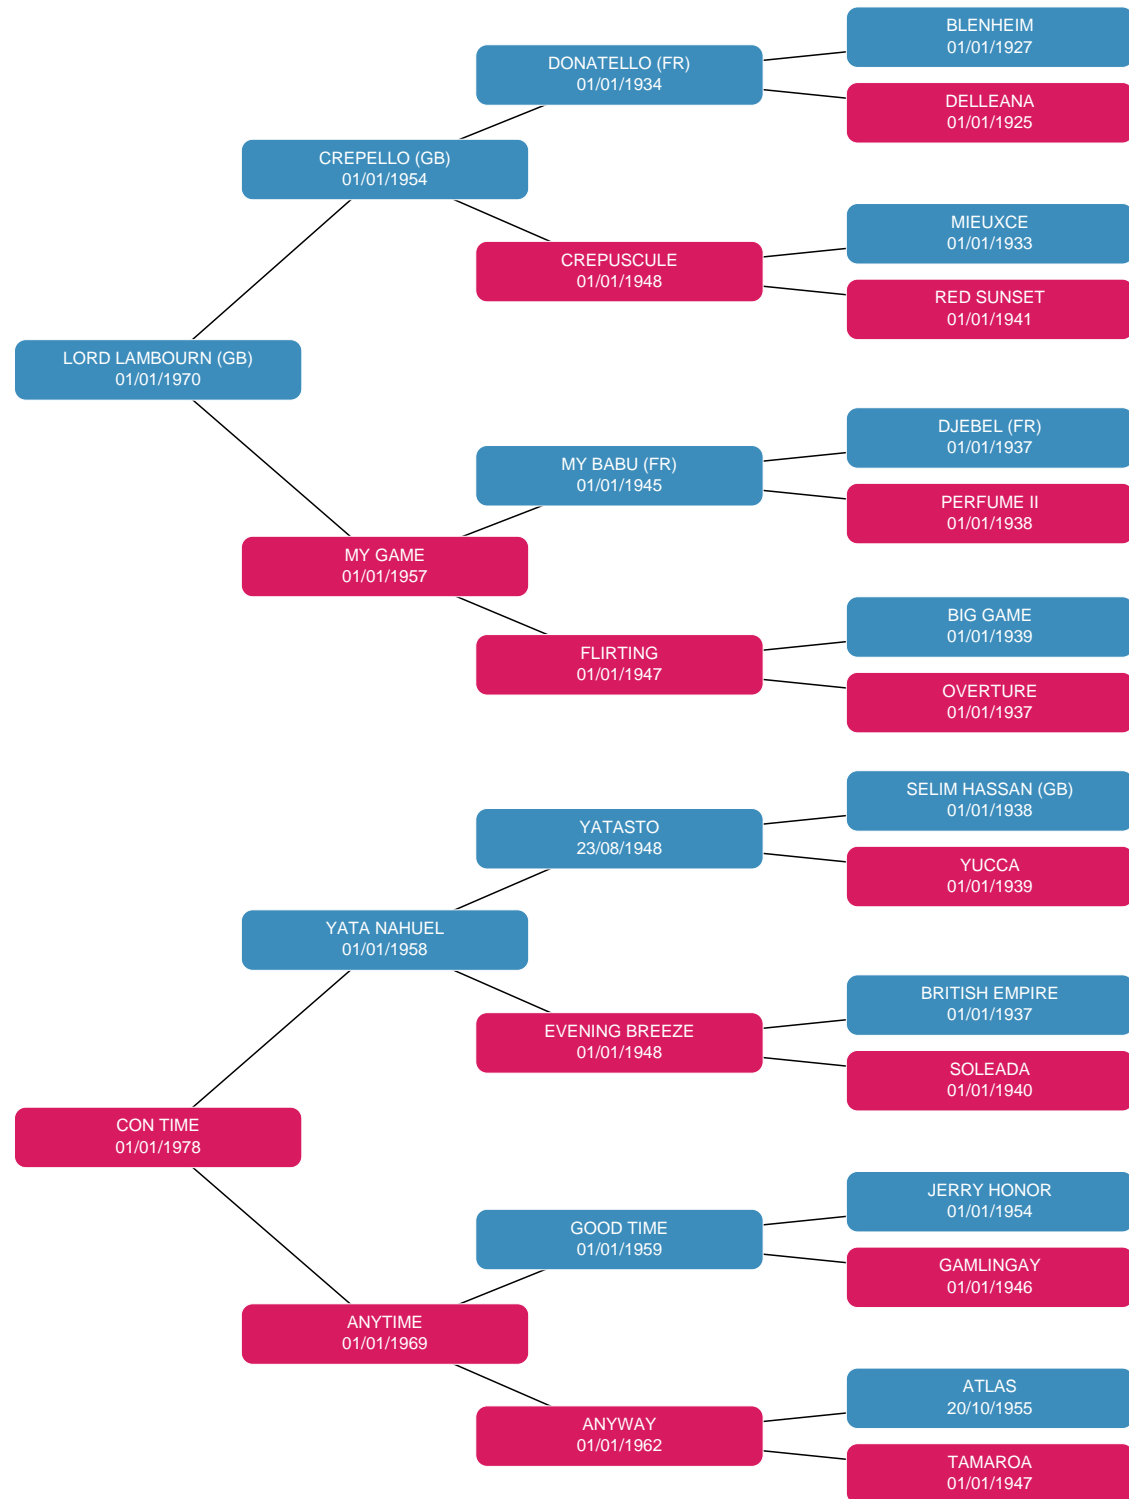 BLENHEIM
01/01/1927
DONATELLO (FR)
01/01/1934
DELLEANA
01/01/1925
CREPELLO (GB)
01/01/1954
MIEUXCE
01/01/1933
CREPUSCULE
01/01/1948
RED SUNSET
01/01/1941
LORD LAMBOURN (GB)
01/01/1970
DJEBEL (FR)
01/01/1937
MY BABU (FR)
01/01/1945
PERFUME II
01/01/1938
MY GAME
01/01/1957
BIG GAME
01/01/1939
FLIRTING
01/01/1947
OVERTURE
01/01/1937
SELIM HASSAN (GB)
01/01/1938
YATASTO
23/08/1948
YUCCA
01/01/1939
YATA NAHUEL
01/01/1958
BRITISH EMPIRE
01/01/1937
EVENING BREEZE
01/01/1948
SOLEADA
01/01/1940
CON TIME
01/01/1978
JERRY HONOR
01/01/1954
GOOD TIME
01/01/1959
GAMLINGAY
01/01/1946
ANYTIME
01/01/1969
ATLAS
20/10/1955
ANYWAY
01/01/1962
TAMAROA
01/01/1947